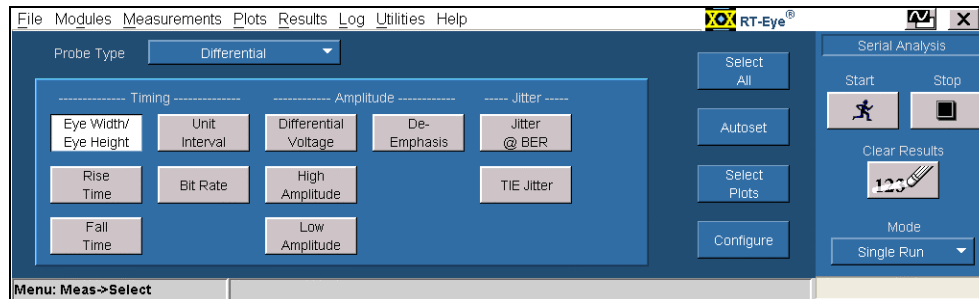 File Modules Measurements Plots Results Log Utilities Help RT-Eye® X
Probe Type Differential
-------------- Timing -------------- ------------ Amplitude ------------ ----- Jitter -----
Eye Width/
Eye Height
Unit
Interval
Differential
Voltage
De-
Emphasis
Jitter
@ BER
Rise
Time
Bit Rate
High
Amplitude
TIE Jitter
Fall
Time
Low
Amplitude
Select
All
Autoset
Select
Plots
Configure
Serial Analysis
Start Stop
Clear Results
123
Mode
Single Run
Menu: Meas->Select